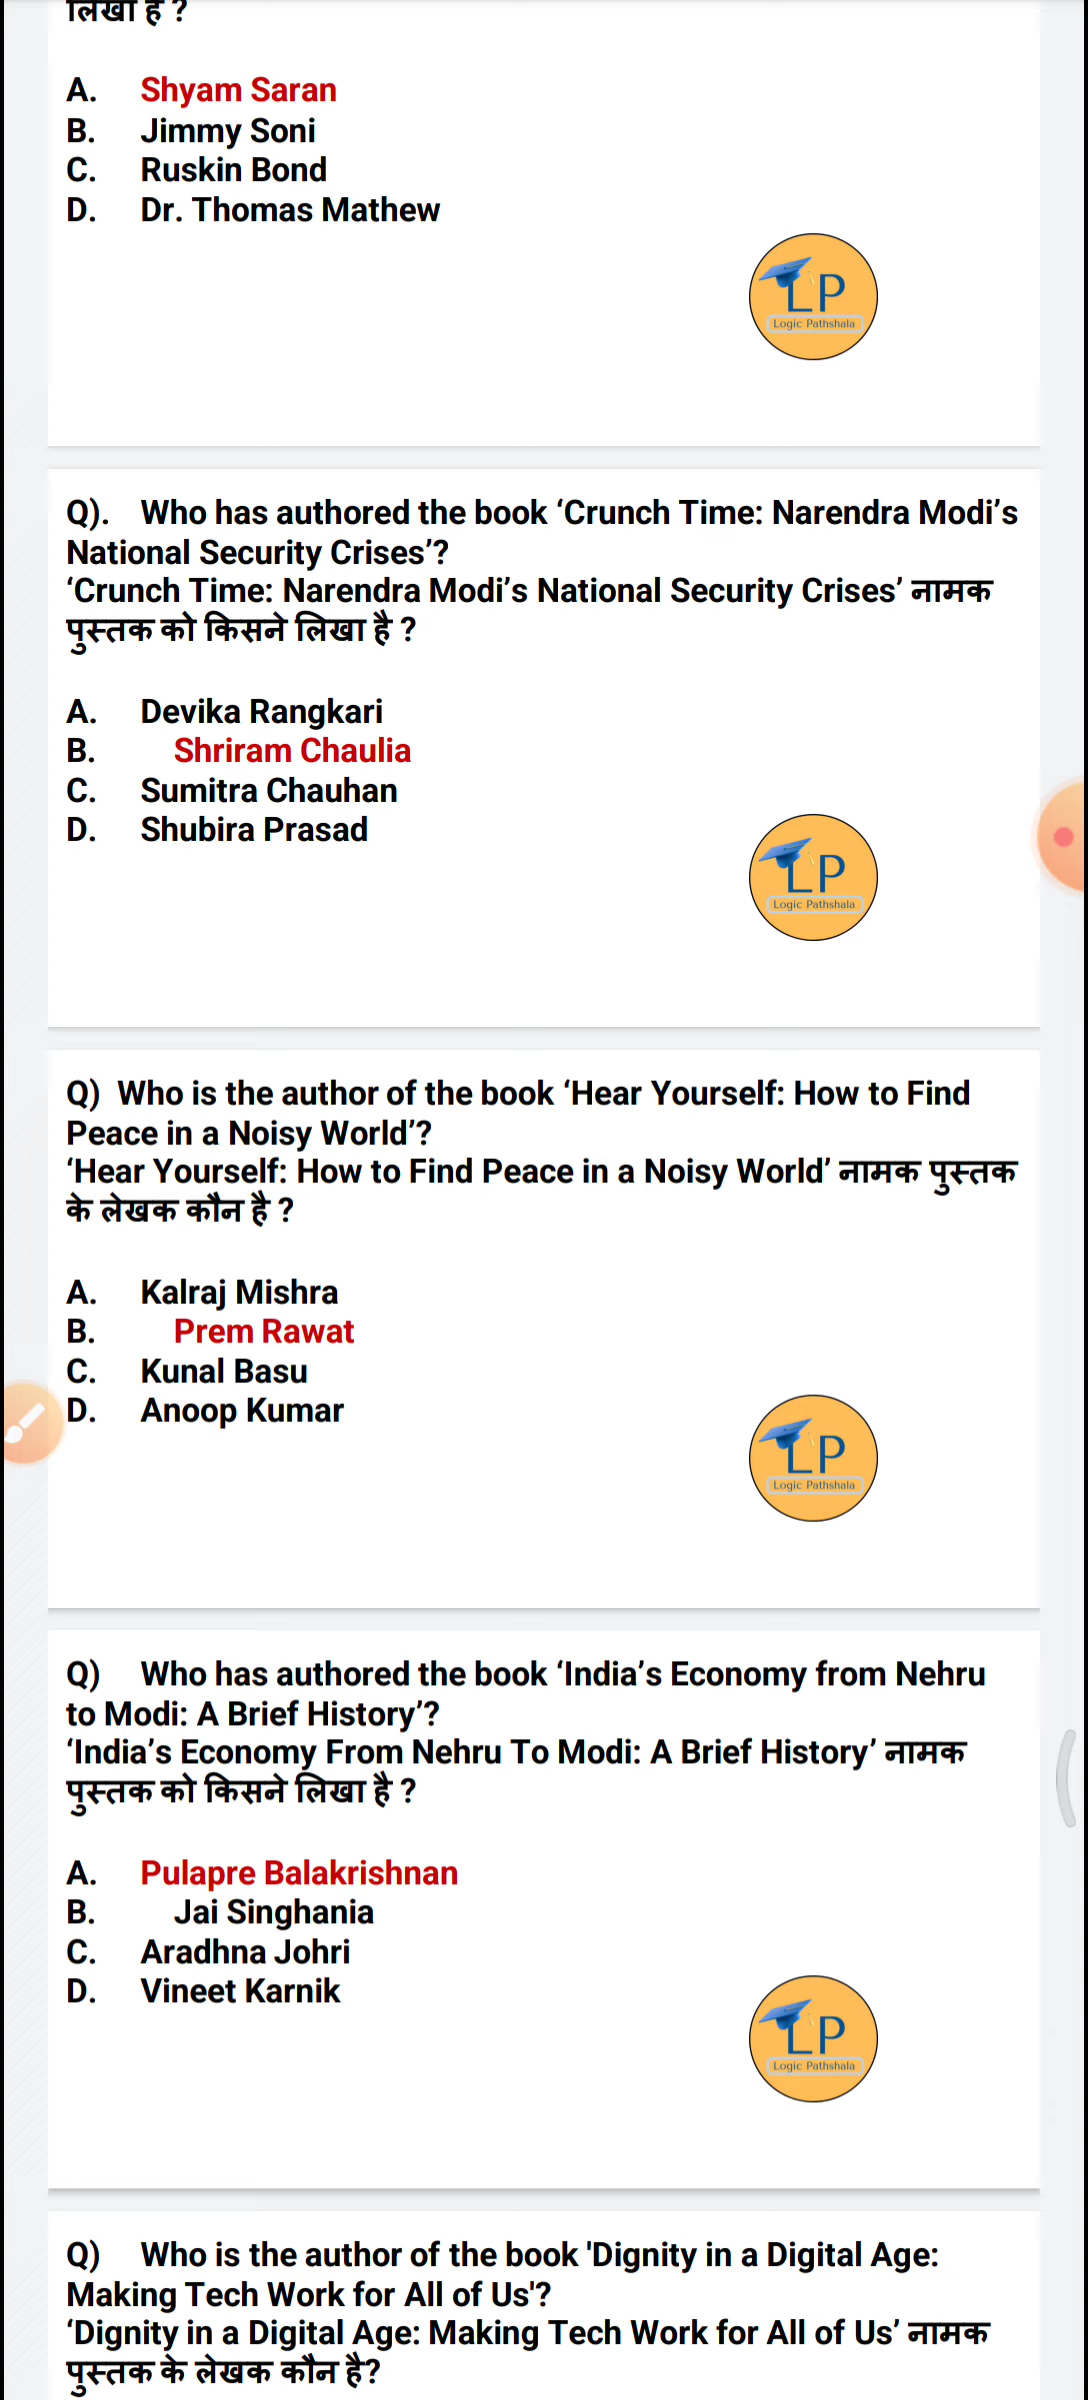 लिखा है ?
A. Shyam Saran
B. Jimmy Soni
C. Ruskin Bond
D. Dr. Thomas Mathew
LP
Logic Pathshala
Q). Who has authored the book ‘Crunch Time: Narendra Modi’s
National Security Crises’?
‘Crunch Time: Narendra Modi’s National Security Crises’ नामक
पुस्तक को किसने लिखा है ?
A. Devika Rangkari
B. Shriram Chaulia
C. Sumitra Chauhan
D. Shubira Prasad
LP
Logic Pathshala
Q) Who is the author of the book ‘Hear Yourself: How to Find
Peace in a Noisy World’?
‘Hear Yourself: How to Find Peace in a Noisy World’ नामक पुस्तक
के लेखक कौन है ?
A. Kalraj Mishra
B. Prem Rawat
C. Kunal Basu
D. Anoop Kumar
LP
Logic Pathshala
Q) Who has authored the book ‘India’s Economy from Nehru
to Modi: A Brief History’?
‘India’s Economy From Nehru To Modi: A Brief History’ नामक
पुस्तक को किसने लिखा है ?
A. Pulapre Balakrishnan
B. Jai Singhania
C. Aradhna Johri
D. Vineet Karnik
LP
Logic Pathshala
Q) Who is the author of the book 'Dignity in a Digital Age:
Making Tech Work for All of Us'?
‘Dignity in a Digital Age: Making Tech Work for All of Us’ नामक
पुस्तक के लेखक कौन है?